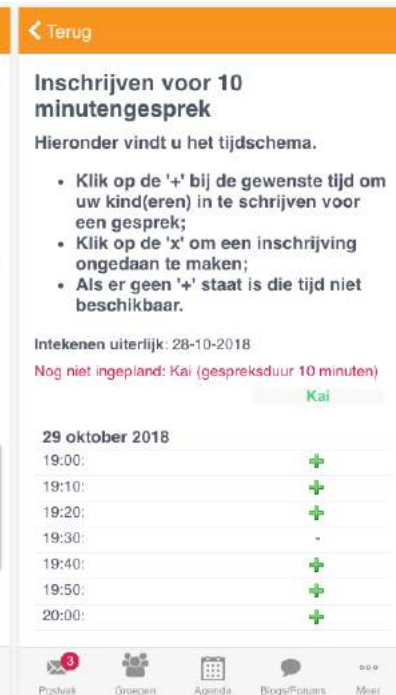 Terug
Inschrijven voor 10
minutengesprek
Hieronder vindt u het tijdschema.
• Klik op de '+' bij de gewenste tijd om
uw kind(eren) in te schrijven voor
een gesprek;
• Klik op de 'x' om een inschrijving
ongedaan te maken;
• Als er geen '+' staat is die tijd niet
beschikbaar.
Intekenen uiterlijk: 28-10-2018
Nog niet ingepland: Kai (gespreksduur 10 minuten)
Kai
29 oktober 2018
19:00: +
19:10: +
19:20: +
19:30: -
19:40: +
19:50: +
20:00: +
3
Postvak Groepen Agenda Blogs/Forums Meer